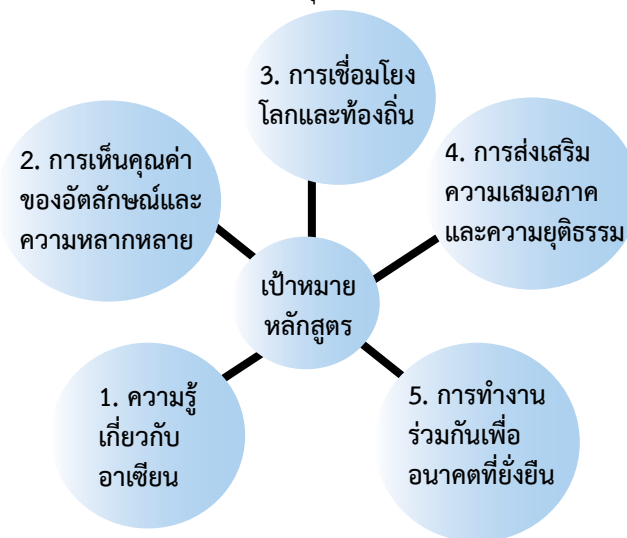 3. การเชื่อมโยง
โลกและท้องถิ่น
2. การเห็นคุณค่า
ของอัตลักษณ์และ
ความหลากหลาย
4. การส่งเสริม
ความเสมอภาค
และความยุติธรรม
เป้าหมาย
หลักสูตร
1. ความรู้
เกี่ยวกับ
อาเซียน
5. การทำงาน
ร่วมกันเพื่อ
อนาคตที่ยั่งยืน